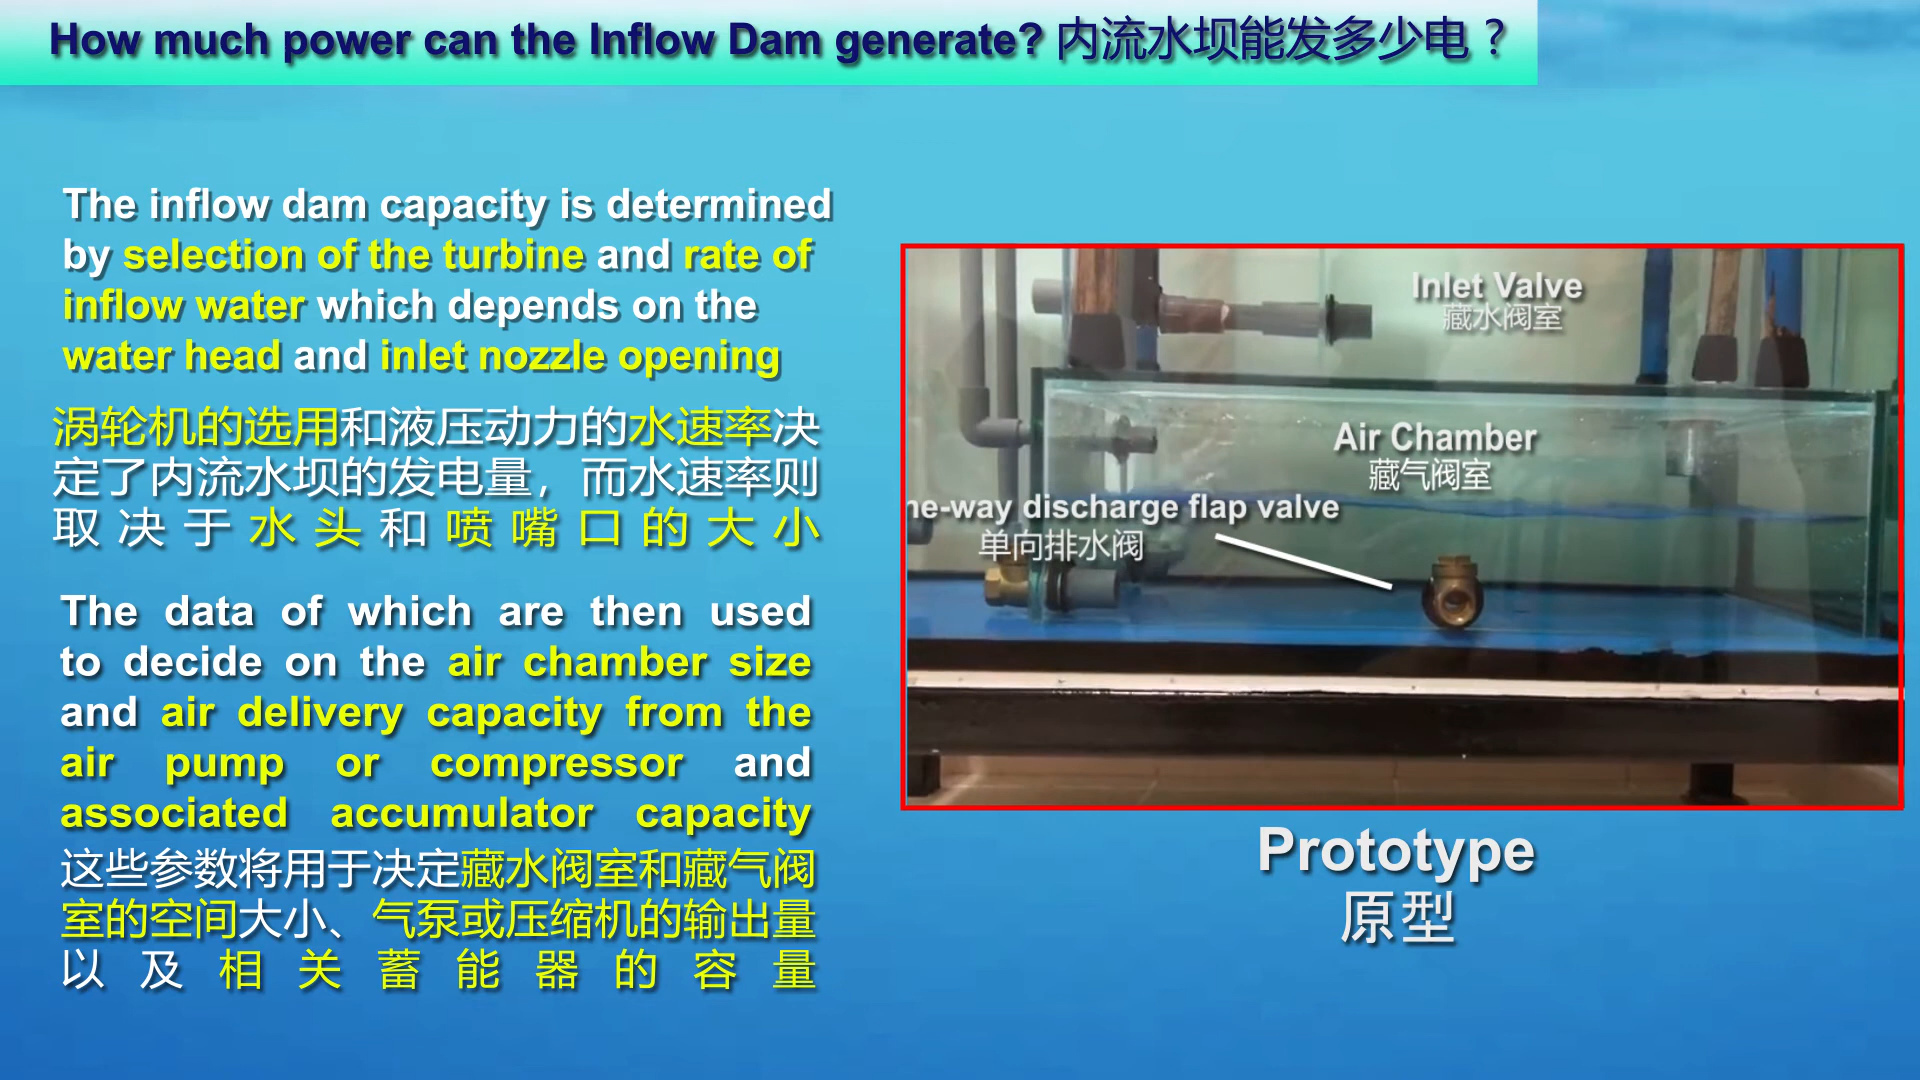 How much power can the Inflow Dam generate? 内流水坝能发多少电？
The inflow dam capacity is determined
by selection of the turbine and rate of
inflow water which depends on the
water head and inlet nozzle opening
涡轮机的选用和液压动力的水速率决
定了内流水坝的发电量，而水速率则
取决于水头和喷嘴口的大小
The data of which are then used
to decide on the air chamber size
and air delivery capacity from the
air pump or compressor and
associated accumulator capacity
这些参数将用于决定藏水阀室和藏气阀
室的空间大小、气泵或压缩机的输出量
以及相关蓄能器的容量
Inlet Valve
藏水阀室
Air Chamber
藏气阀室
ne-way discharge flap valve
单向排水阀
Prototype
原型